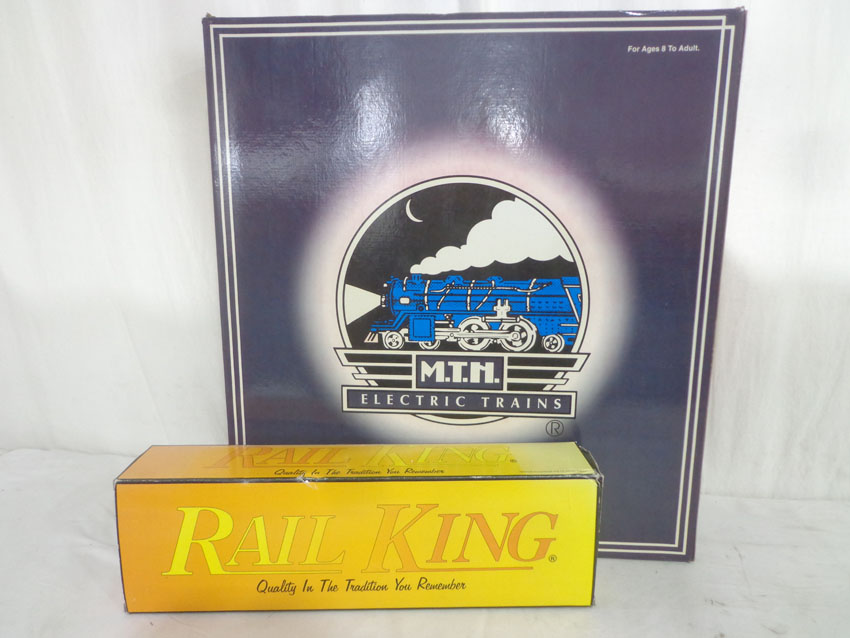 For Ages 8 To Adult.
M.T.H.
ELECTRIC TRAINS
®
RAIL KING®
Quality In The Tradition You Remember
RAIL KING®
Quality In The Tradition You Remember